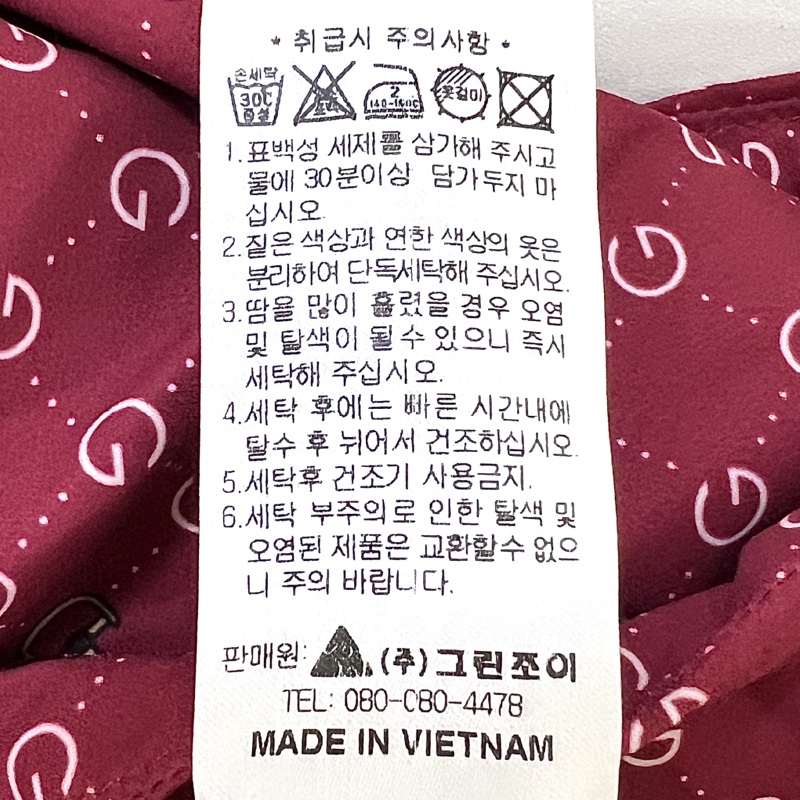 * 취급시 주의사항 *
손세탁 30C 중성 표백 2 140-160C 옷걸이
1. 표백성 세제를 삼가해 주시고
물에 30분이상 담가두지 마
십시오.
2. 짙은 색상과 연한 색상의 옷은
분리하여 단독세탁해 주십시오.
3. 땀을 많이 흘렸을 경우 오염
및 탈색이 될 수 있으니 즉시
세탁해 주십시오.
4. 세탁 후에는 빠른 시간내에
탈수 후 뉘어서 건조하십시오.
5. 세탁후 건조기 사용금지.
6. 세탁 부주의로 인한 탈색 및
오염된 제품은 교환할수 없으
니 주의 바랍니다.
판매원: (주)그린조이
TEL: 080-080-4478
MADE IN VIETNAM